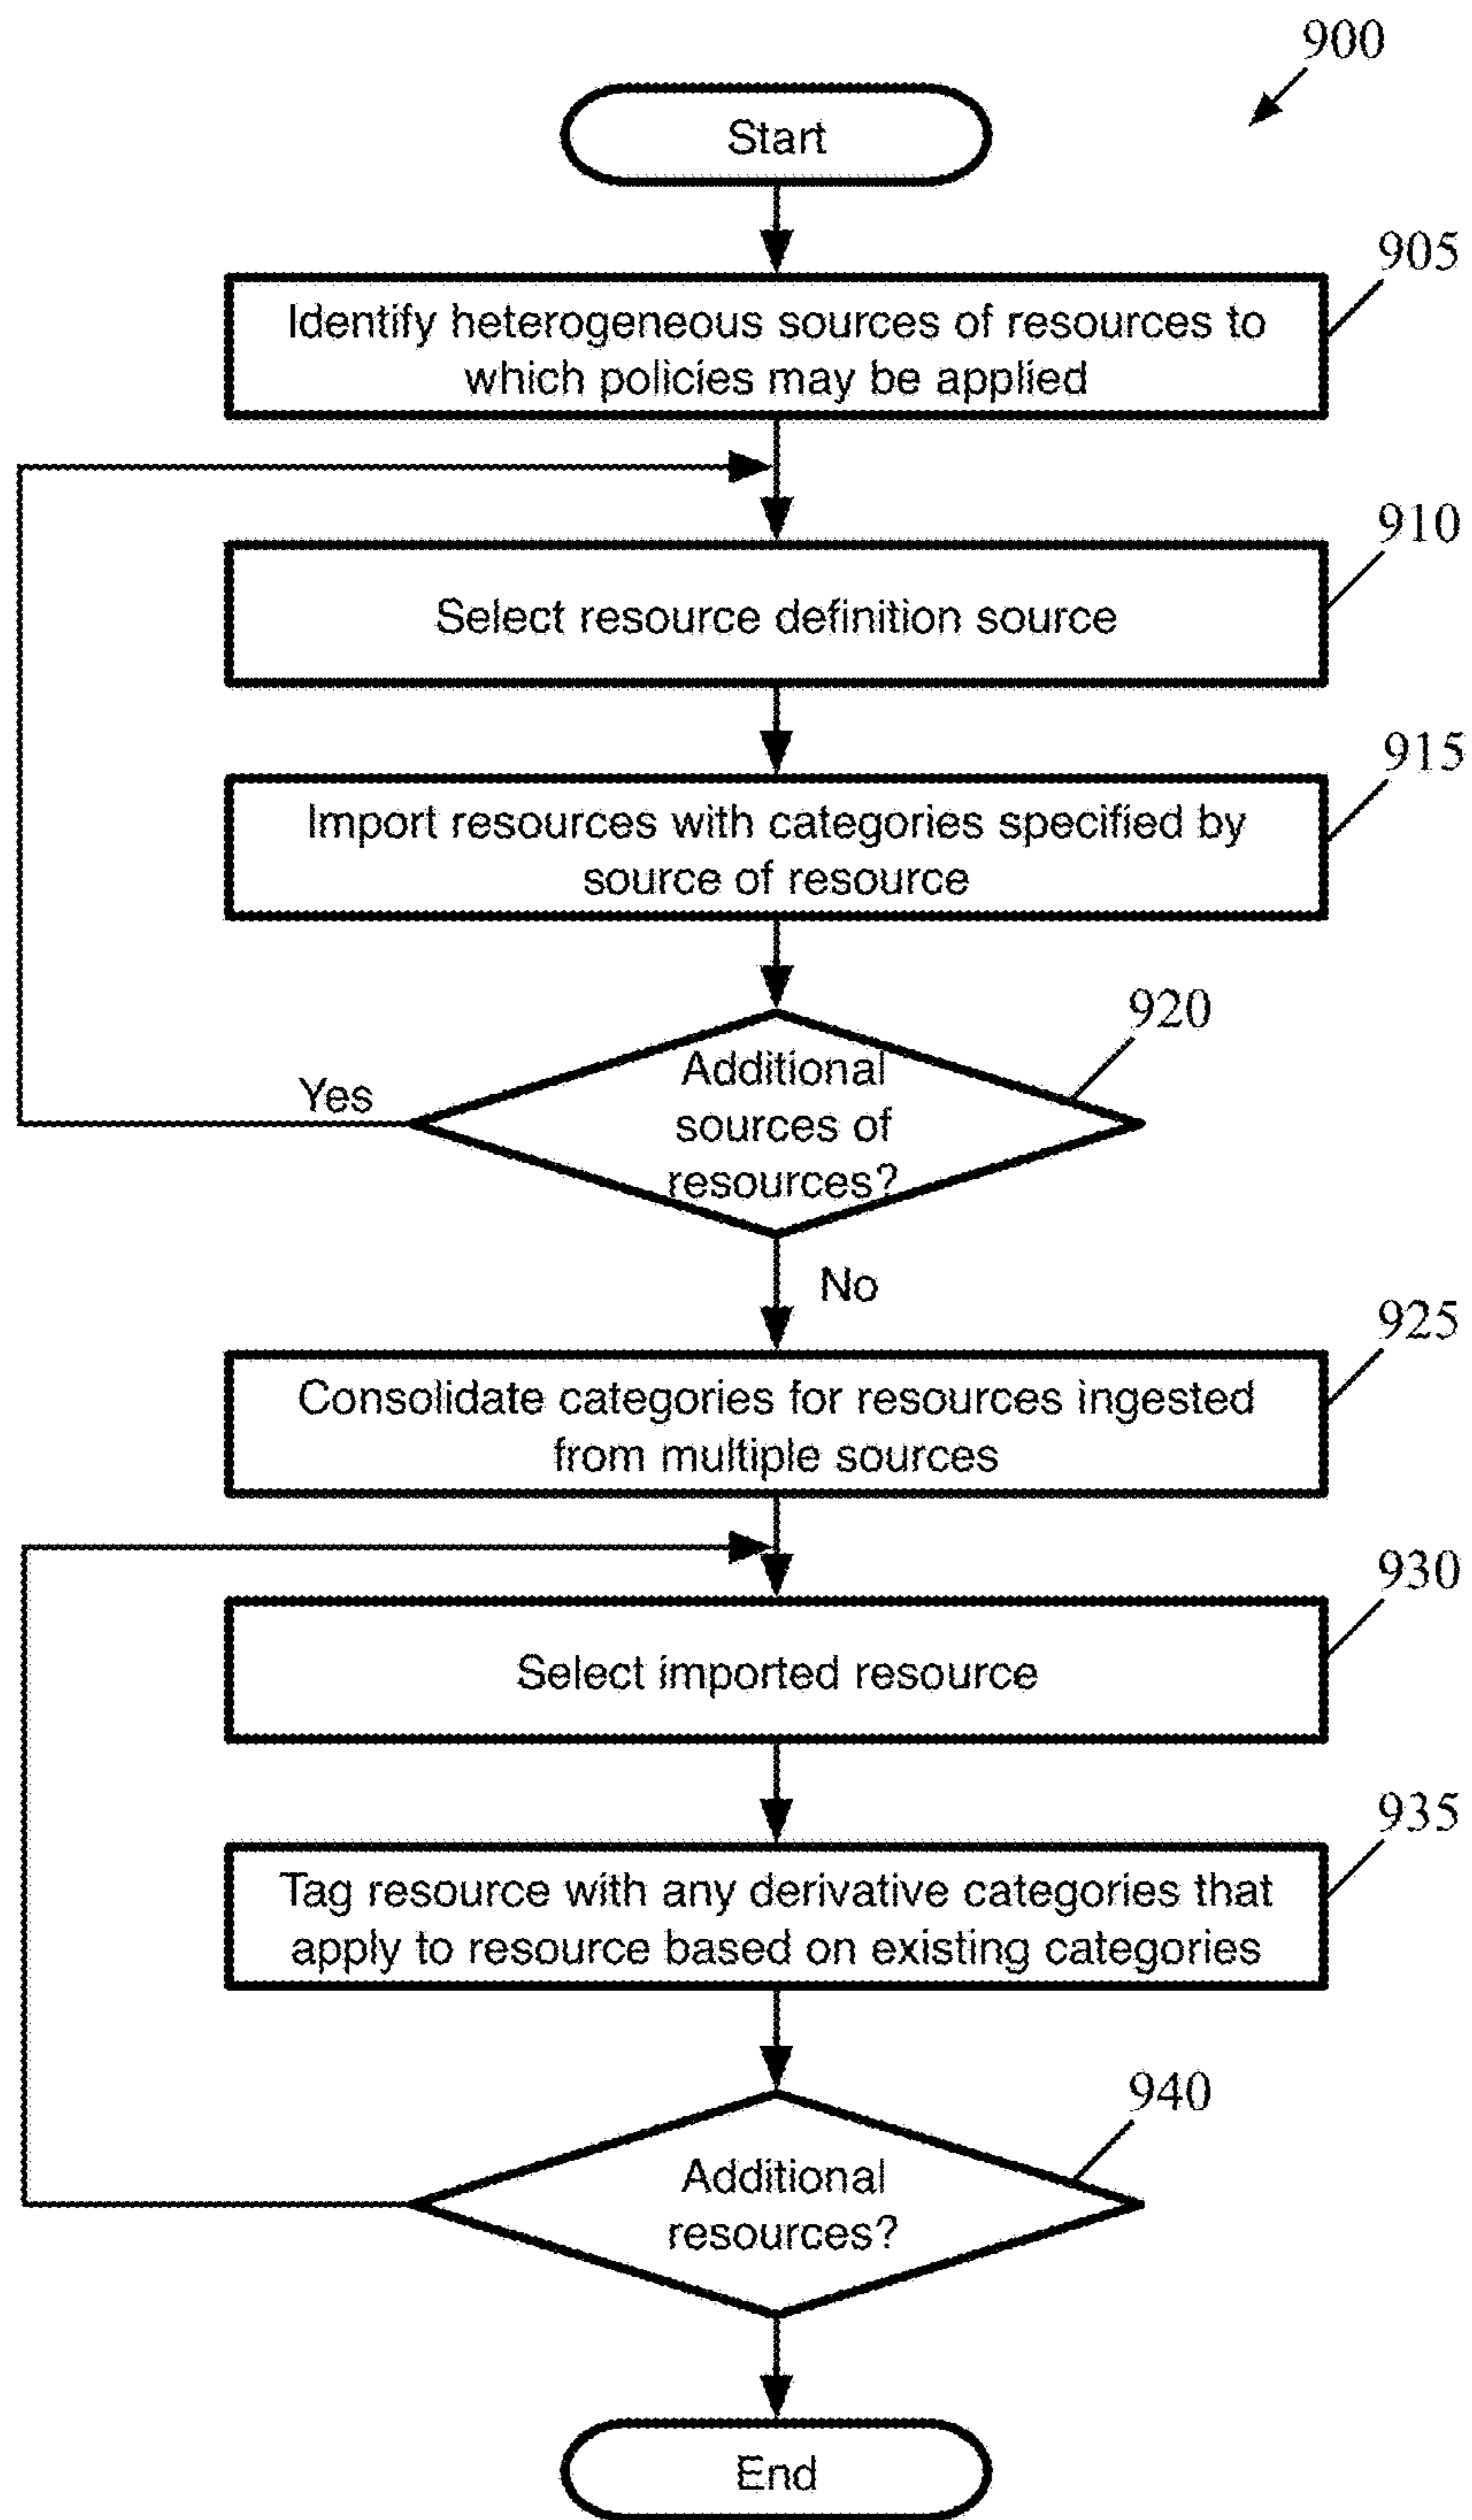 900
Start
905
Identify heterogeneous sources of resources to
which policies may be applied
910
Select resource definition source
915
Import resources with categories specified by
source of resource
920
Additional
sources of
resources?
Yes
No
925
Consolidate categories for resources ingested
from multiple sources
930
Select imported resource
935
Tag resource with any derivative categories that
apply to resource based on existing categories
940
Additional
resources?
End